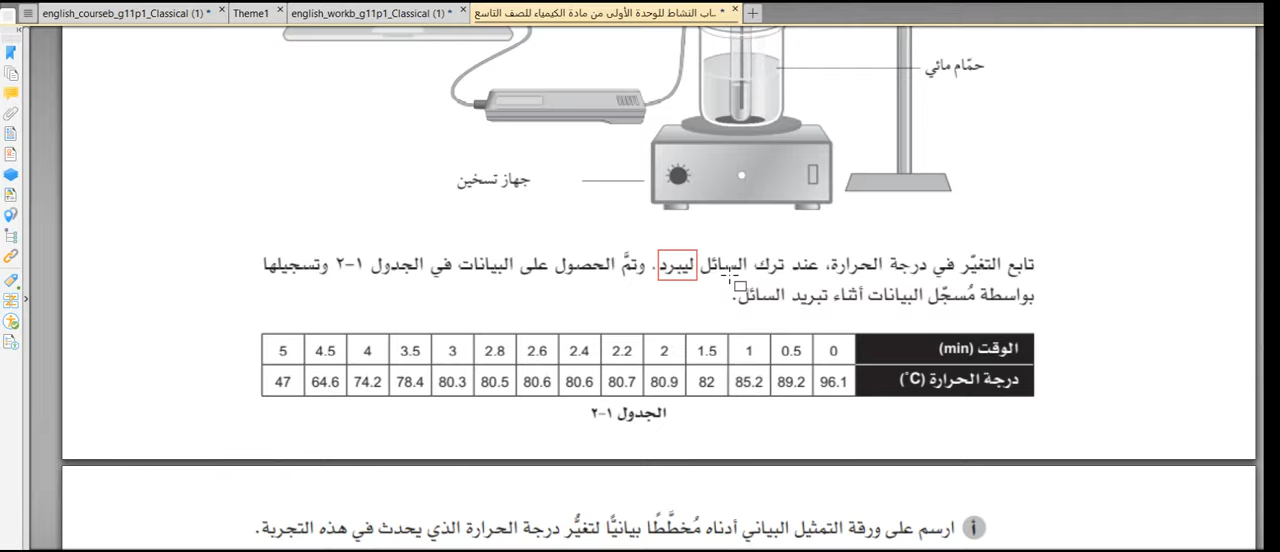 english_courseb_g11p1_Classical (1) *
Theme1
english_workb_g11p1_Classical (1) *
...اب النشاط للوحدة الأولى من مادة الكيمياء للصف التاسع *
حمّام مائي
جهاز تسخين
تابع التغيّر في درجة الحرارة، عند ترك السائل ليبرد. وتمَّ الحصول على البيانات في الجدول ١-٢ وتسجيلها
بواسطة مُسجّل البيانات أثناء تبريد السائل.
الوقت (min) 0 0.5 1 1.5 2 2.2 2.4 2.6 2.8 3 3.5 4 4.5 5
درجة الحرارة (°C) 96.1 89.2 85.2 82 80.9 80.7 80.6 80.6 80.5 80.3 78.4 74.2 64.6 47
الجدول ١-٢
أ ارسم على ورقة التمثيل البياني أدناه مُخطَّطًا بيانيًّا لتغيُّر درجة الحرارة الذي يحدث في هذه التجربة.